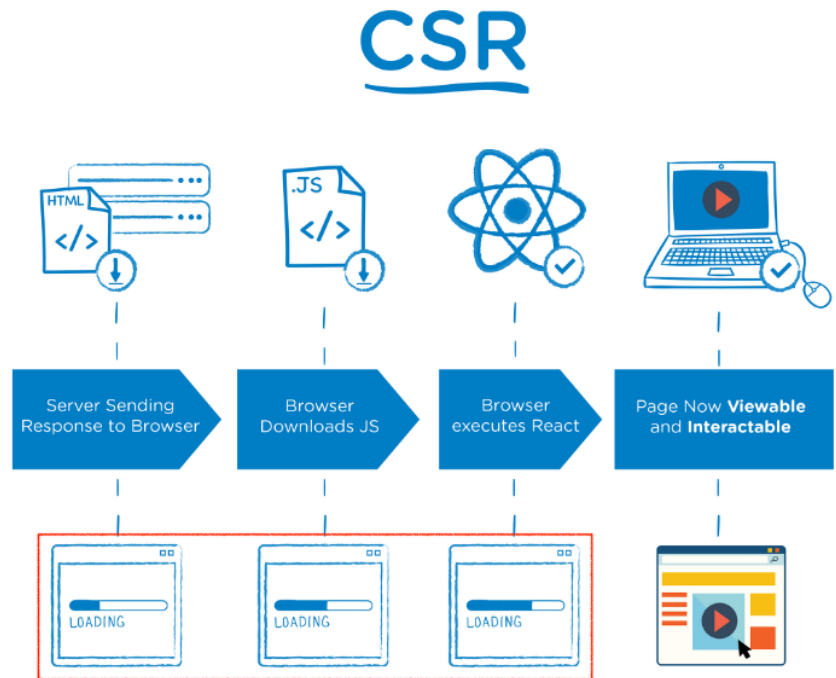 CSR
HTML
</>
.JS
</>
Server Sending
Response to Browser
Browser
Downloads JS
Browser
executes React
Page Now Viewable
and Interactable
LOADING
LOADING
LOADING